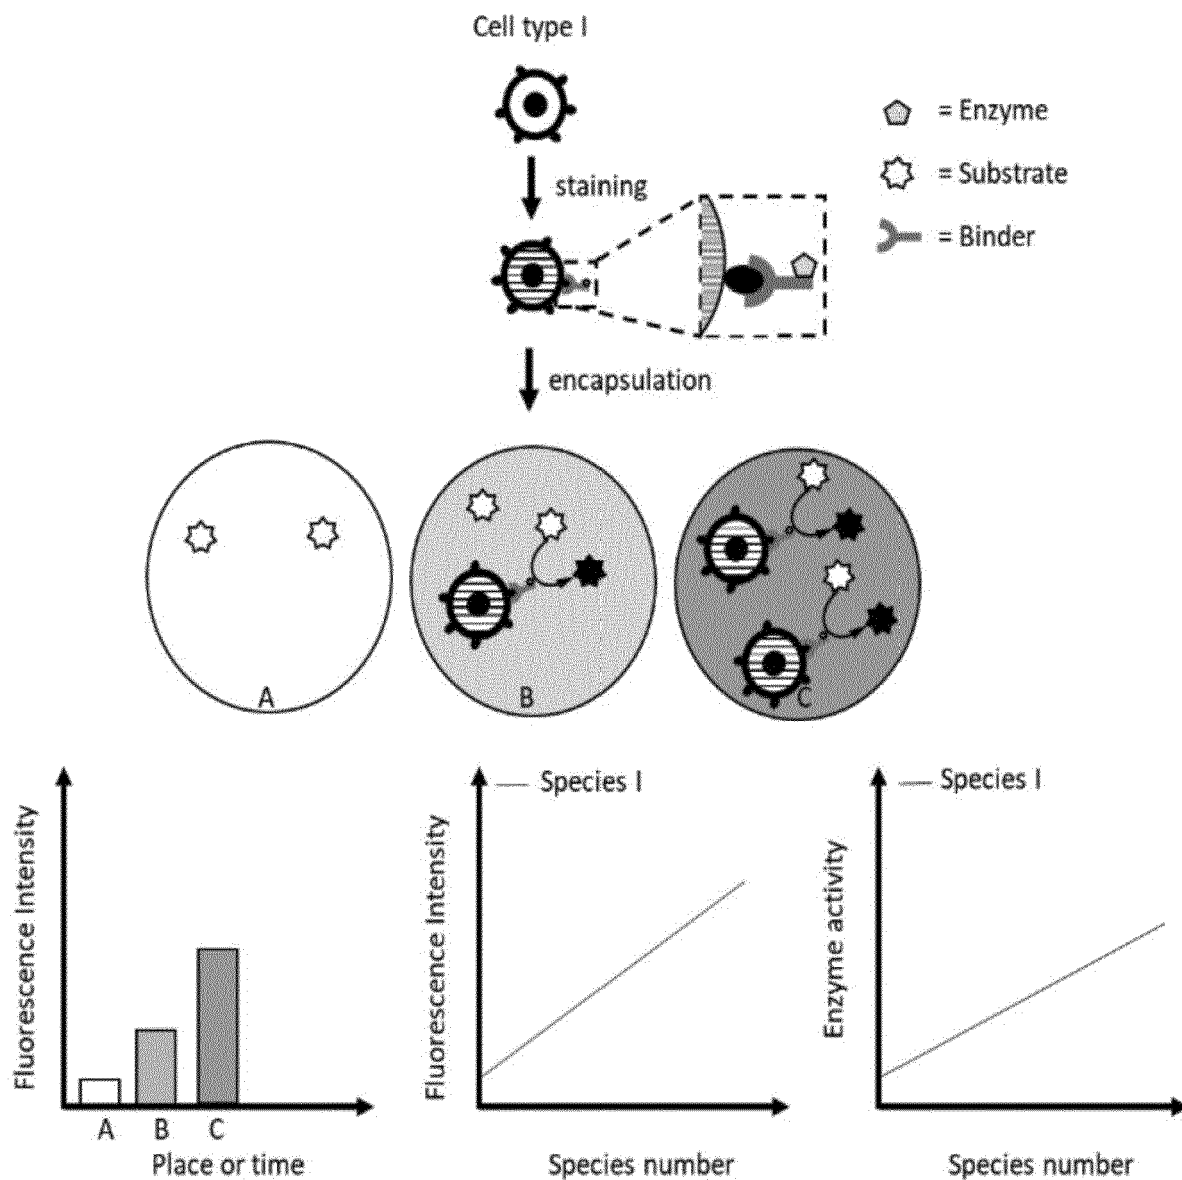 Cell type I
= Enzyme
= Substrate
= Binder
staining
encapsulation
A
B
C
Fluorescence Intensity
A
B
C
Place or time
Species I
Fluorescence Intensity
Species number
Species I
Enzyme activity
Species number